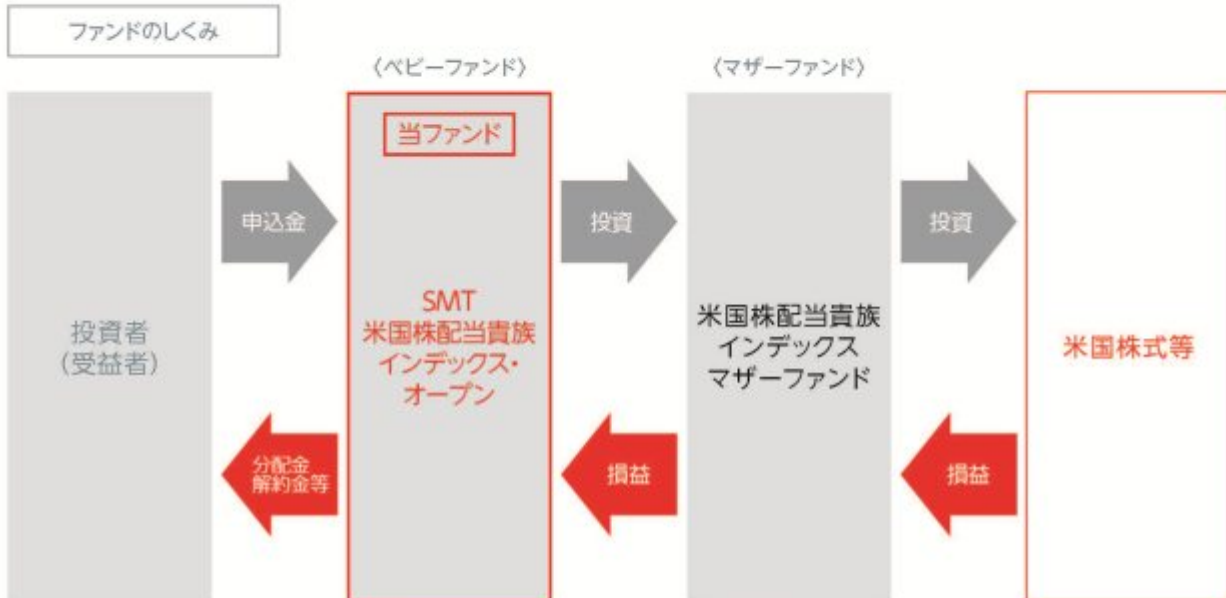 ファンドのしくみ
〈ベビーファンド〉
〈マザーファンド〉
当ファンド
申込金
投資
投資
投資者
(受益者)
SMT
米国株配当貴族
インデックス・
オープン
米国株配当貴族
インデックス
マザーファンド
米国株式等
分配金
解約金等
損益
損益